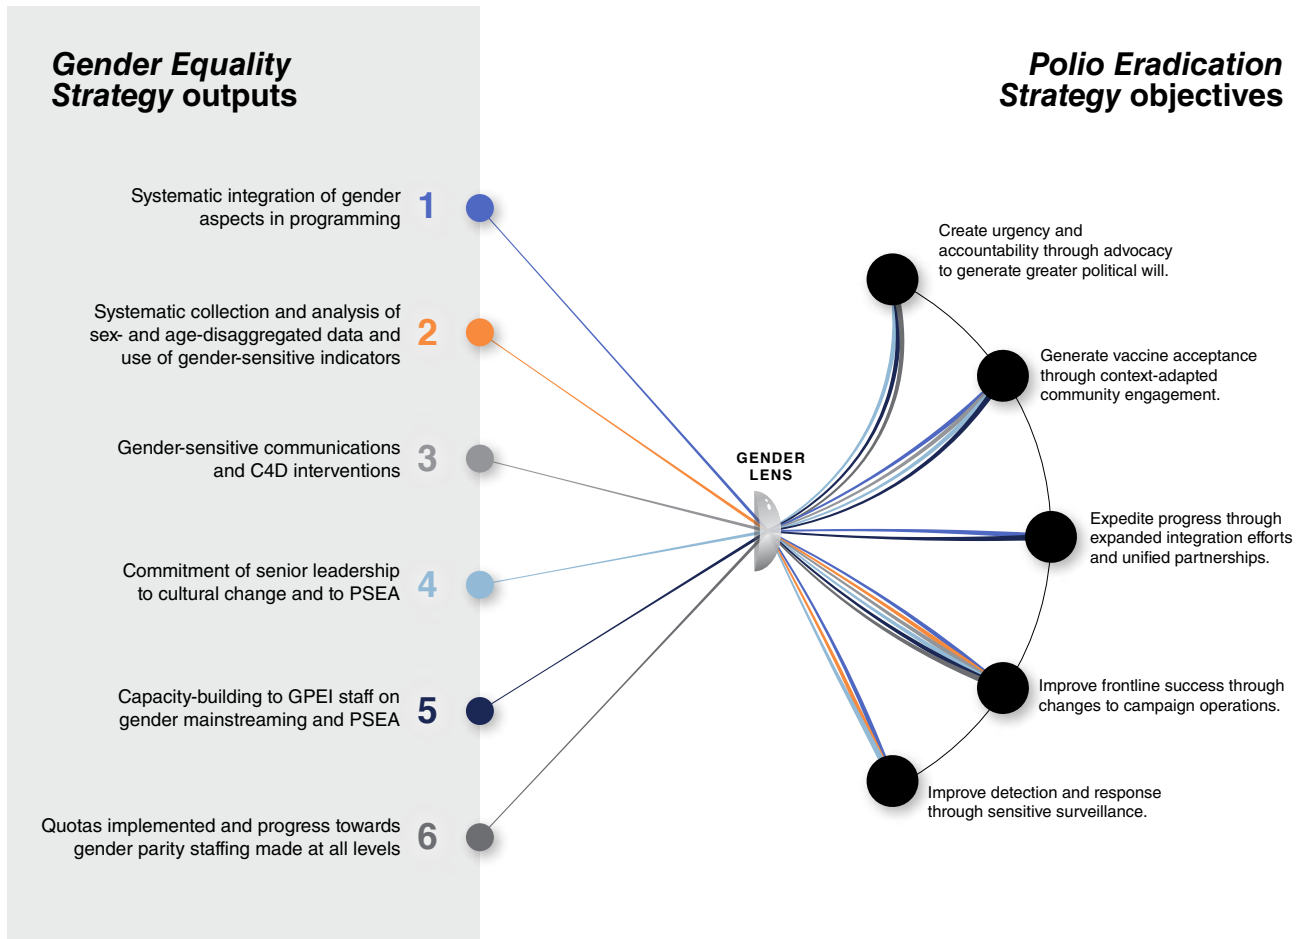 Gender Equality
Strategy outputs
Polio Eradication
Strategy objectives
Systematic integration of gender
aspects in programming
1
Systematic collection and analysis of
sex- and age-disaggregated data and
use of gender-sensitive indicators
2
Gender-sensitive communications
and C4D interventions
3
Commitment of senior leadership
to cultural change and to PSEA
4
Capacity-building to GPEI staff on
gender mainstreaming and PSEA
5
Quotas implemented and progress towards
gender parity staffing made at all levels
6
GENDER
LENS
Create urgency and
accountability through advocacy
to generate greater political will.
Generate vaccine acceptance
through context-adapted
community engagement.
Expedite progress through
expanded integration efforts
and unified partnerships.
Improve frontline success through
changes to campaign operations.
Improve detection and response
through sensitive surveillance.